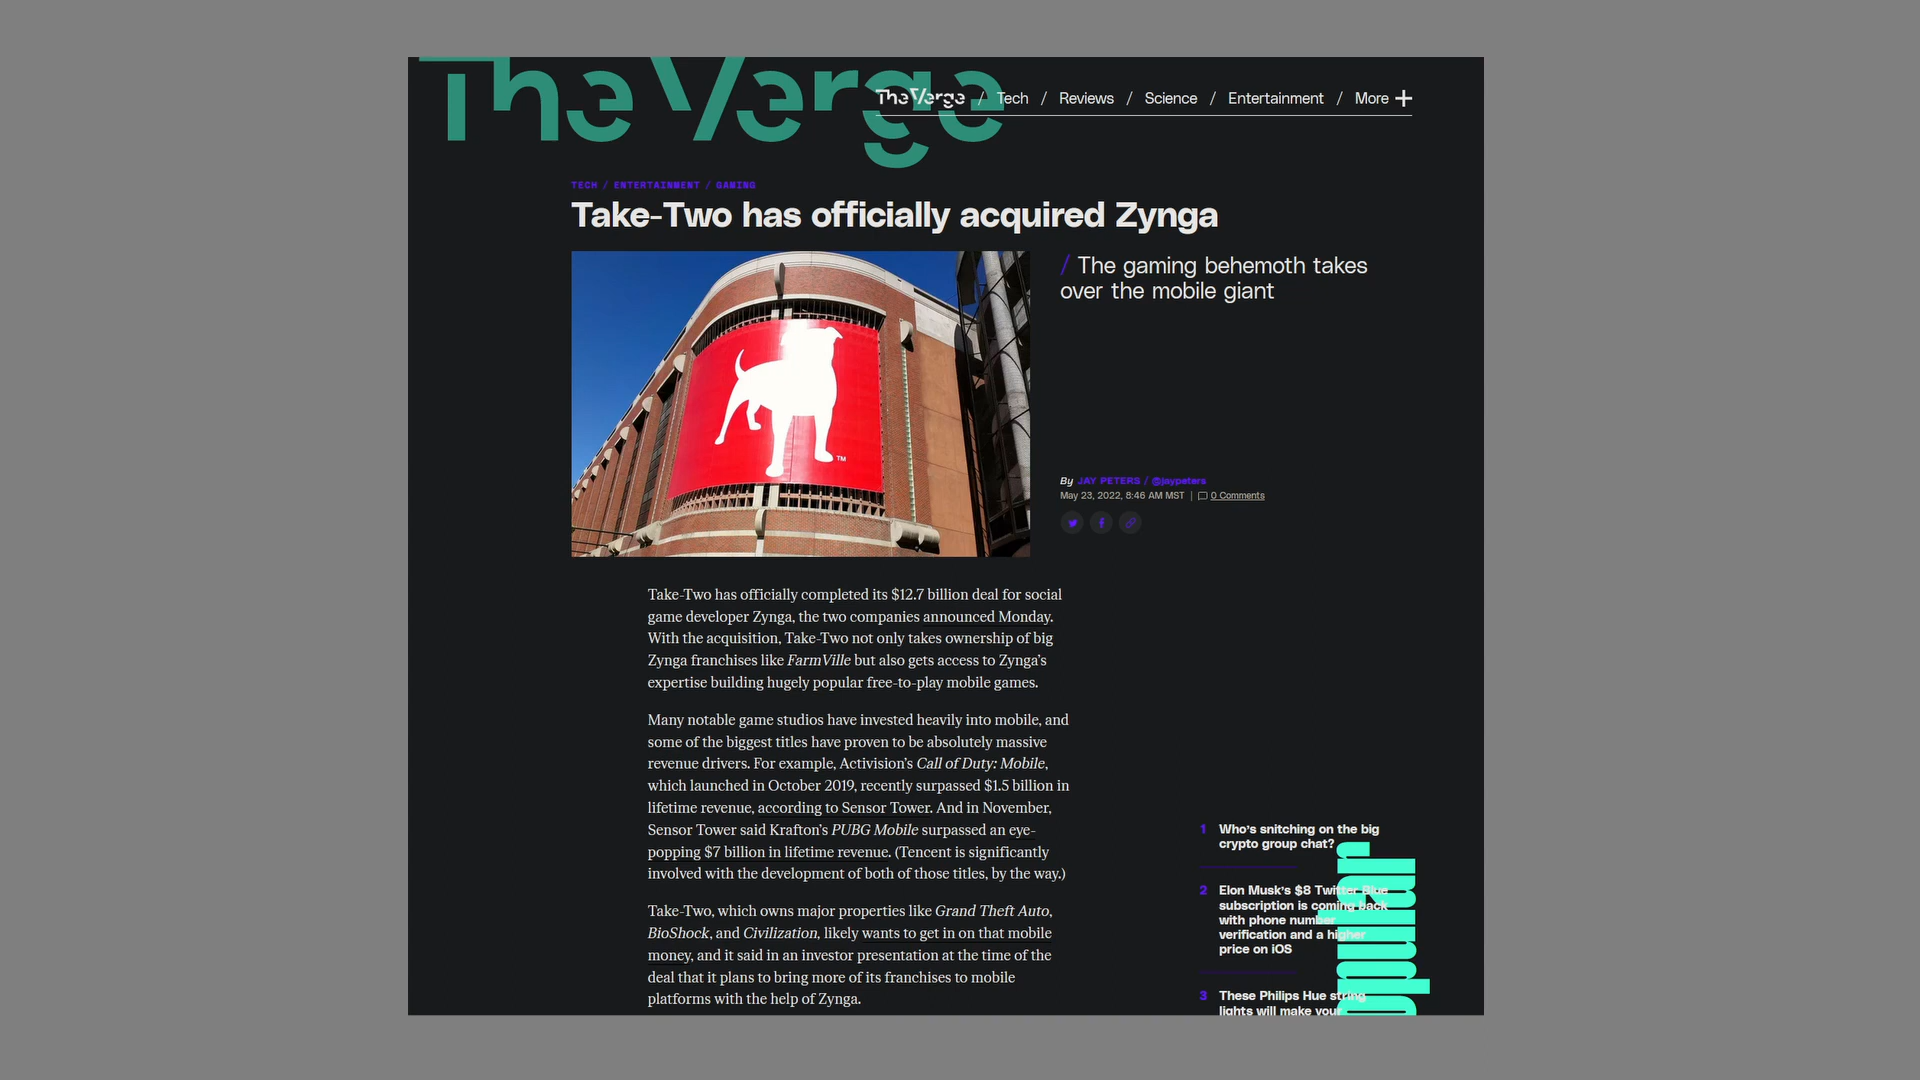 The Verge
The Verge / Tech / Reviews / Science / Entertainment / More +
TECH / ENTERTAINMENT / GAMING
Take-Two has officially acquired Zynga
TM
/ The gaming behemoth takes
over the mobile giant
By JAY PETERS / @jaypeters
May 23, 2022, 8:46 AM MST | 0 Comments
Take-Two has officially completed its $12.7 billion deal for social
game developer Zynga, the two companies announced Monday.
With the acquisition, Take-Two not only takes ownership of big
Zynga franchises like FarmVille but also gets access to Zynga’s
expertise building hugely popular free-to-play mobile games.
Many notable game studios have invested heavily into mobile, and
some of the biggest titles have proven to be absolutely massive
revenue drivers. For example, Activision’s Call of Duty: Mobile,
which launched in October 2019, recently surpassed $1.5 billion in
lifetime revenue, according to Sensor Tower. And in November,
Sensor Tower said Krafton’s PUBG Mobile surpassed an eye-
popping $7 billion in lifetime revenue. (Tencent is significantly
involved with the development of both of those titles, by the way.)
Take-Two, which owns major properties like Grand Theft Auto,
BioShock, and Civilization, likely wants to get in on that mobile
money, and it said in an investor presentation at the time of the
deal that it plans to bring more of its franchises to mobile
platforms with the help of Zynga.
1 Who’s snitching on the big
crypto group chat?
2 Elon Musk’s $8 Twitter Blue
subscription is coming back
with phone number
verification and a higher
price on iOS
3 These Philips Hue string
lights will make your